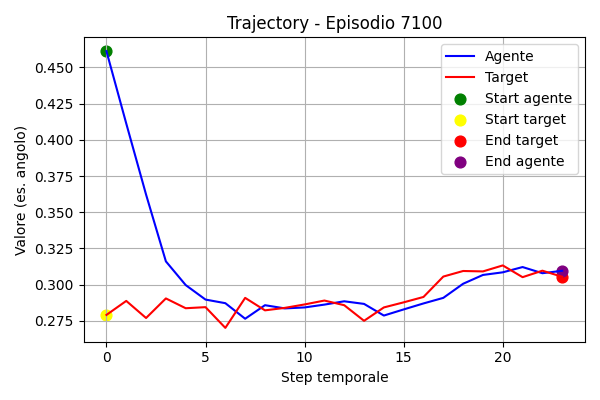 Trajectory - Episodio 7100
Valore (es. angolo)
0.450
0.425
0.400
0.375
0.350
0.325
0.300
0.275
0
5
10
15
20
Step temporale
Agente
Target
Start agente
Start target
End target
End agente